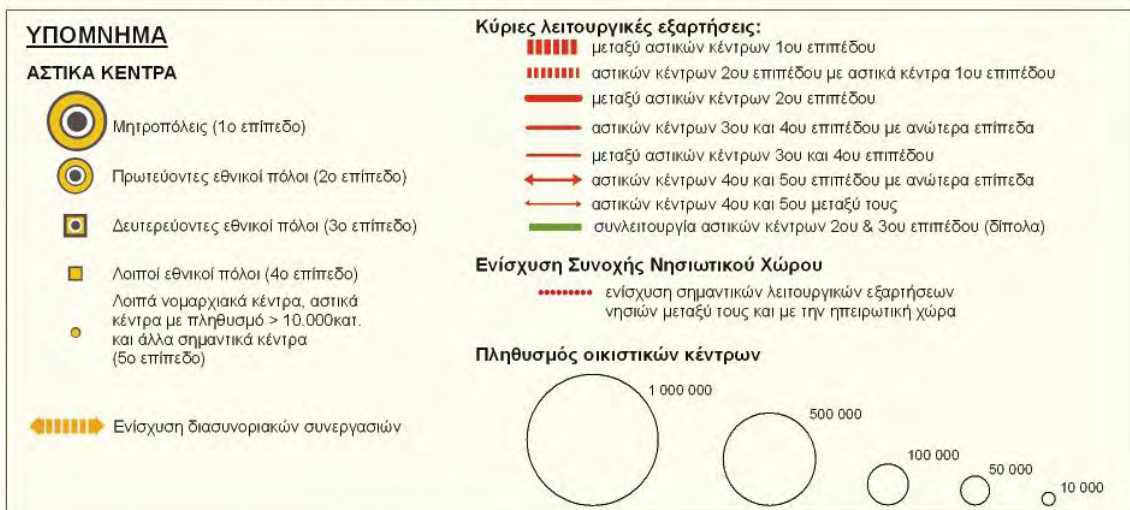 ΥΠΟΜΝΗΜΑ
ΑΣΤΙΚΑ ΚΕΝΤΡΑ
Μητροπόλεις (1ο επίπεδο)
Πρωτεύοντες εθνικοί πόλοι (2ο επίπεδο)
Δευτερεύοντες εθνικοί πόλοι (3ο επίπεδο)
Λοιποί εθνικοί πόλοι (4ο επίπεδο)
Λοιπά νομαρχιακά κέντρα, αστικά
κέντρα με πληθυσμό > 10.000κατ.
και άλλα σημαντικά κέντρα
(5ο επίπεδο)
Ενίσχυση διασυνοριακών συνεργασιών
Κύριες λειτουργικές εξαρτήσεις:
μεταξύ αστικών κέντρων 1ου επιπέδου
αστικών κέντρων 2ου επιπέδου με αστικά κέντρα 1ου επιπέδου
μεταξύ αστικών κέντρων 2ου επιπέδου
αστικών κέντρων 3ου και 4ου επιπέδου με ανώτερα επίπεδα
μεταξύ αστικών κέντρων 3ου και 4ου επιπέδου
αστικών κέντρων 4ου και 5ου επιπέδου με ανώτερα επίπεδα
αστικών κέντρων 4ου και 5ου μεταξύ τους
συνλειτουργία αστικών κέντρων 2ου & 3ου επιπέδου (δίπολα)
Ενίσχυση Συνοχής Νησιωτικού Χώρου
ενίσχυση σημαντικών λειτουργικών εξαρτήσεων
νησιών μεταξύ τους και με την ηπειρωτική χώρα
Πληθυσμός οικιστικών κέντρων
1 000 000
500 000
100 000
50 000
10 000